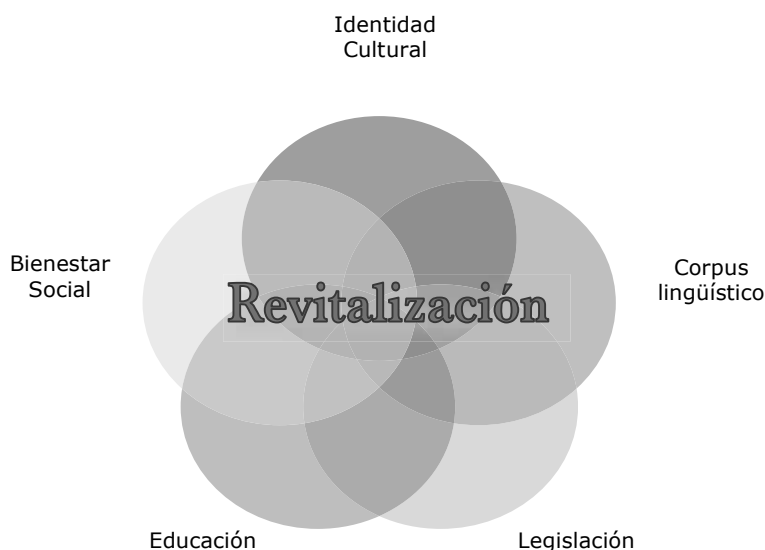 Identidad
Cultural
Bienestar
Social
Revitalización
Corpus
lingüístico
Educación
Legislación